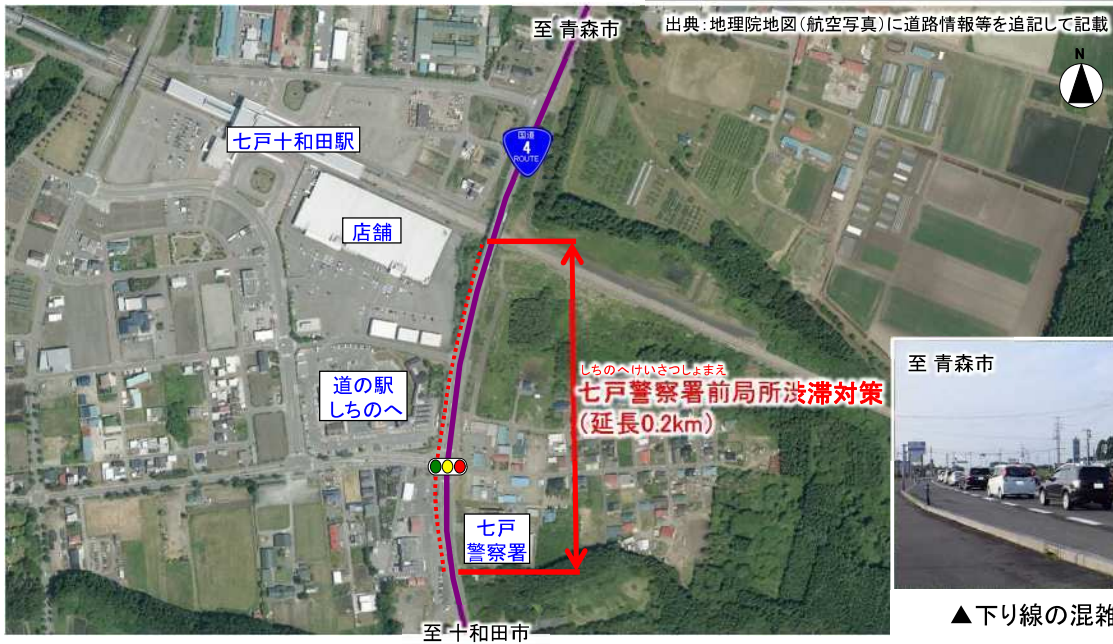 出典:地理院地図(航空写真)に道路情報等を追記して記載
至 青森市
N
国道
4
ROUTE
七戸十和田駅
店舗
しちのへけいさつしょまえ
七戸警察署前局所渋滞対策
(延長0.2km)
道の駅
しちのへ
七戸
警察署
至 十和田市
至 青森市
▲下り線の混雑